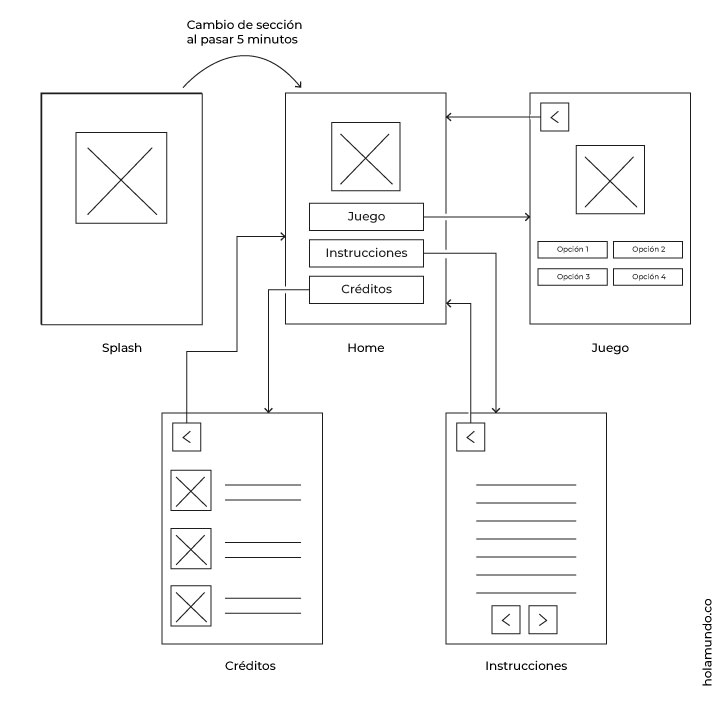 Cambio de sección
al pasar 5 minutos
Juego
Instrucciones
Créditos
Opción 1
Opción 2
Opción 3
Opción 4
Splash
Home
Juego
Créditos
Instrucciones
holamundo.co